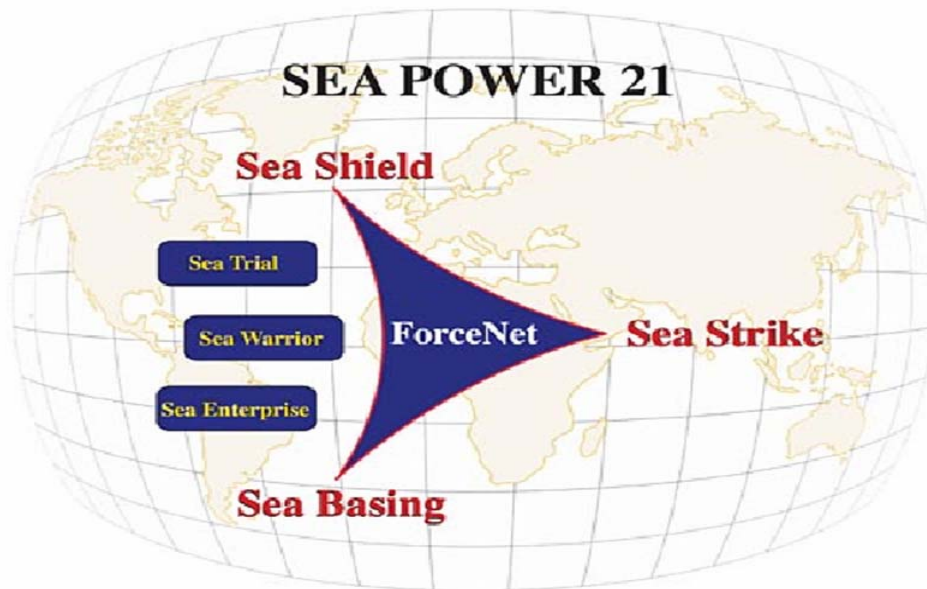 SEA POWER 21
Sea Shield
Sea Trial
Sea Warrior
ForceNet
Sea Strike
Sea Enterprise
Sea Basing